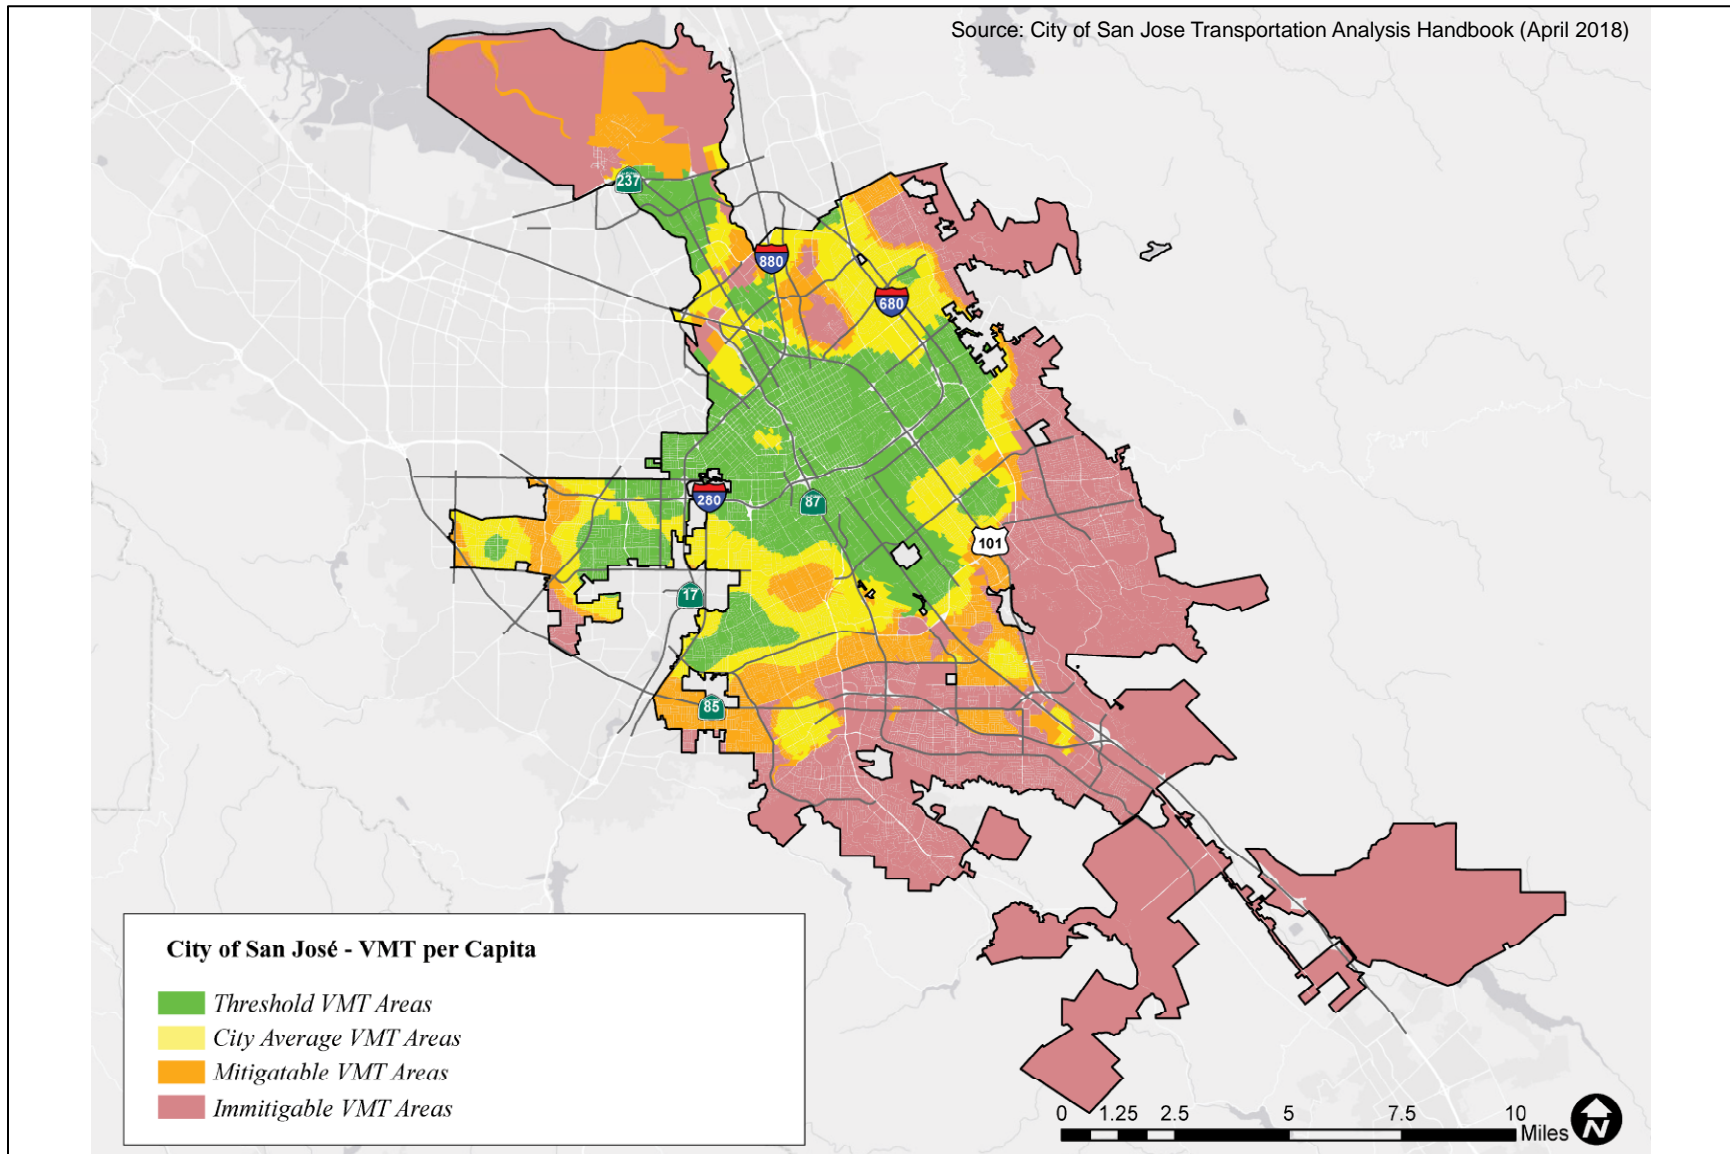 Source: City of San Jose Transportation Analysis Handbook (April 2018)
237
880
680
280
87
101
17
85
City of San José - VMT per Capita
Threshold VMT Areas
City Average VMT Areas
Mitigatable VMT Areas
Immitigable VMT Areas
0 1.25 2.5 5 7.5 10
Miles
N